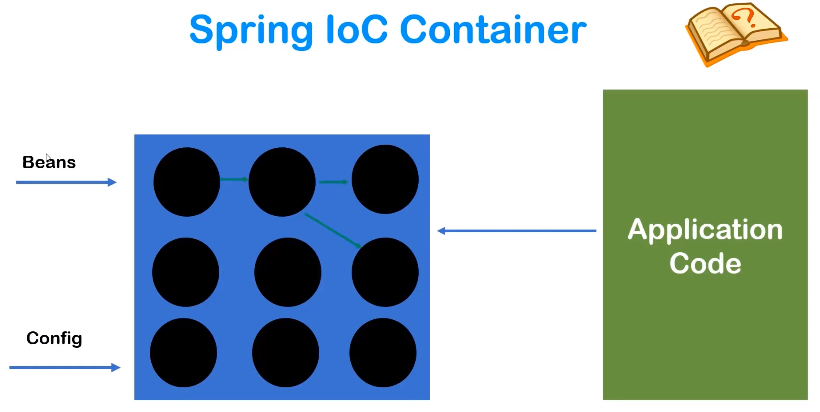 Spring IoC Container
?
Beans
Config
Application
Code